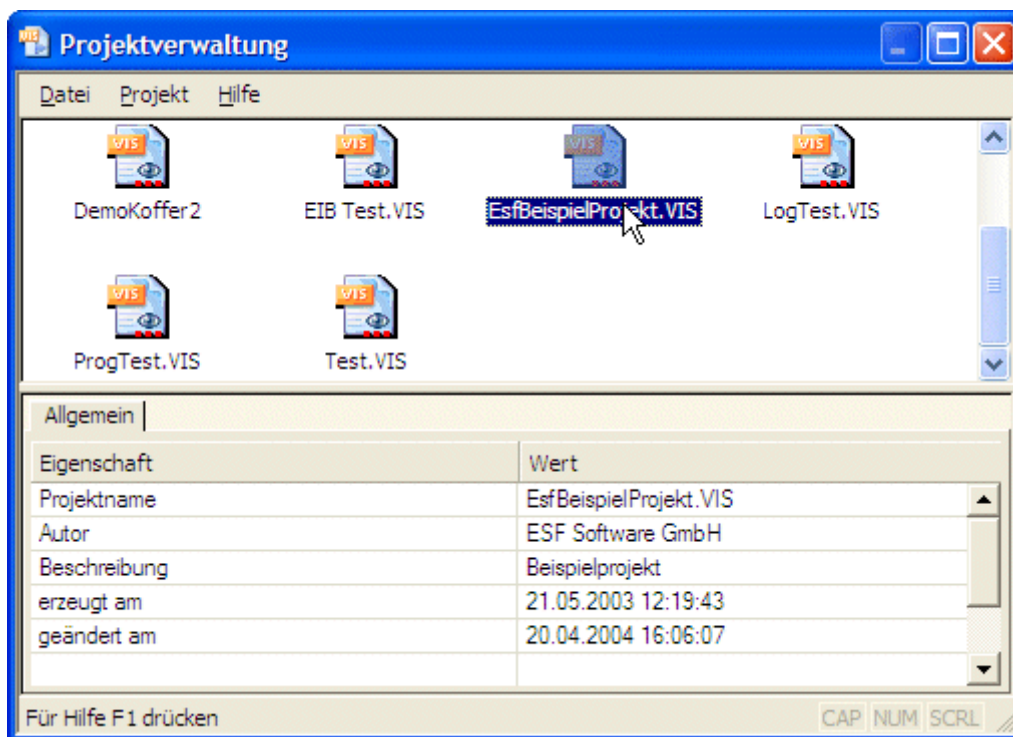 Projektverwaltung
Datei Projekt Hilfe
VIS VIS VIS VIS
DemoKoffer2 EIB Test.VIS EsfBeispielProjekt.VIS LogTest.VIS
VIS VIS
ProgTest.VIS Test.VIS
Allgemein
Eigenschaft Wert
Projektname EsfBeispielProjekt.VIS
Autor ESF Software GmbH
Beschreibung Beispielprojekt
erzeugt am 21.05.2003 12:19:43
geändert am 20.04.2004 16:06:07
Für Hilfe F1 drücken CAP NUM SCRL